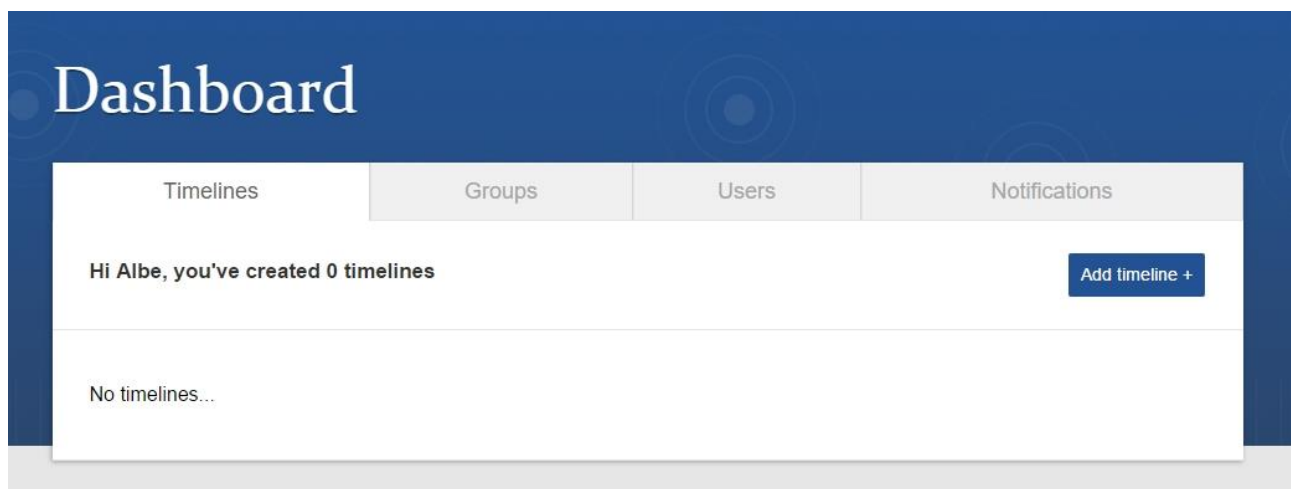 Dashboard
Timelines Groups Users Notifications
Hi Albe, you've created 0 timelines
Add timeline +
No timelines...